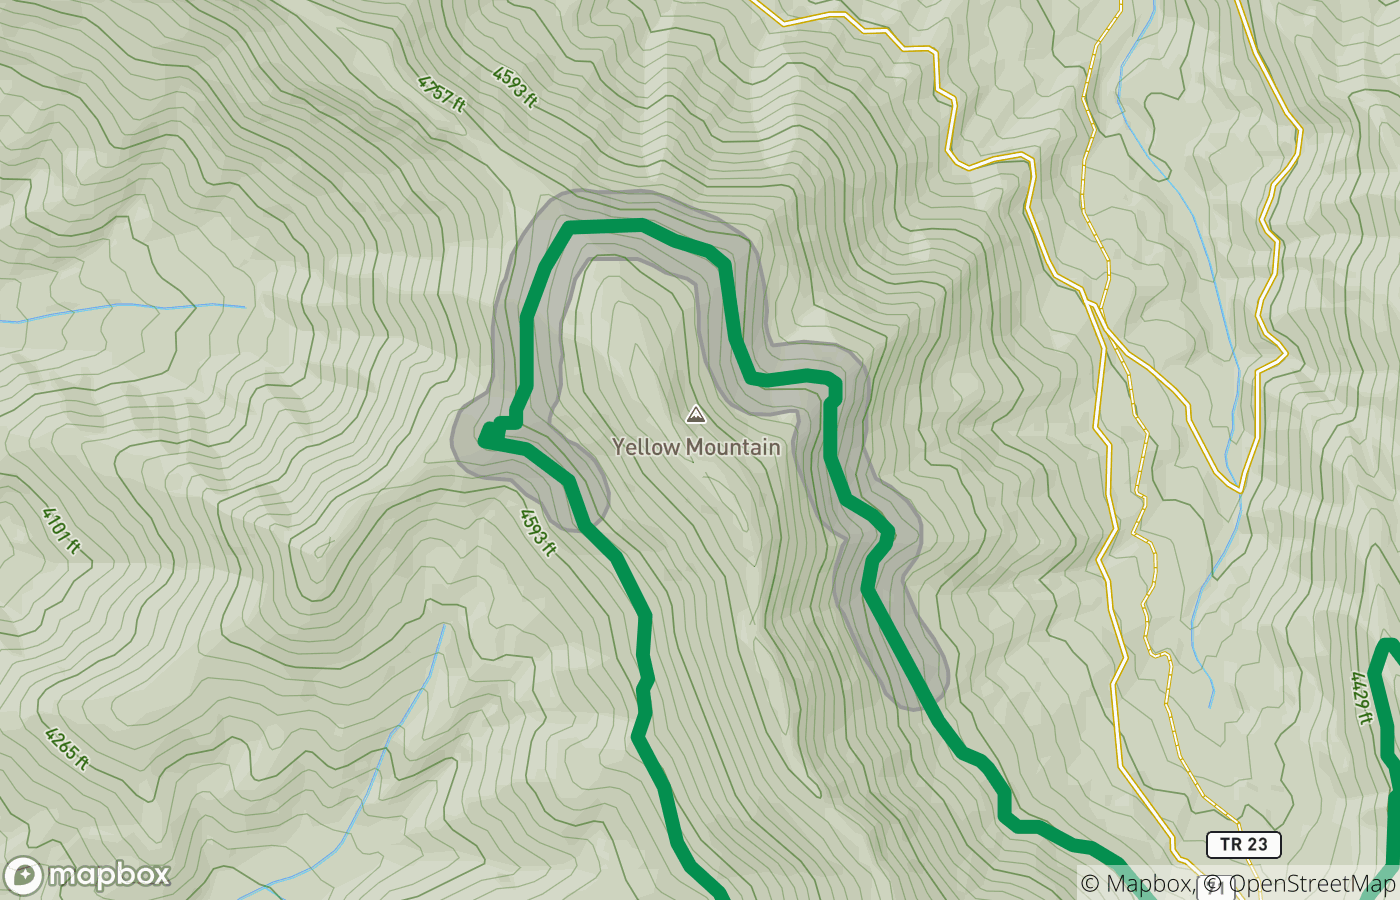 4593 ft
4757 ft
Yellow Mountain
4101 ft
4593 ft
4429 ft
4265 ft
TR 23
71
mapbox
© Mapbox, © OpenStreetMap